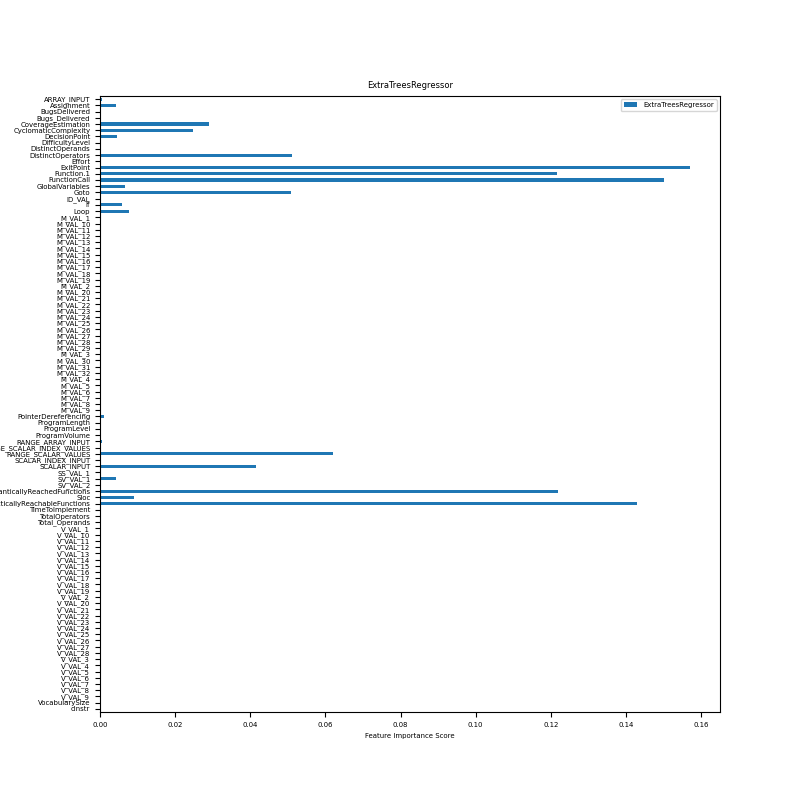 ExtraTreesRegressor
ExtraTreesRegressor
ARRAY_INPUT
Assignment
BugsDelivered
Bugs_Delivered
CoverageEstimation
CyclomaticComplexity
DecisionPoint
DifficultyLevel
DistinctOperands
DistinctOperators
Effort
ExitPoint
Function.1
FunctionCall
GlobalVariables
Goto
ID_VAL
If
Loop
M_VAL_1
M_VAL_10
M_VAL_11
M_VAL_12
M_VAL_13
M_VAL_14
M_VAL_15
M_VAL_16
M_VAL_17
M_VAL_18
M_VAL_19
M_VAL_2
M_VAL_20
M_VAL_21
M_VAL_22
M_VAL_23
M_VAL_24
M_VAL_25
M_VAL_26
M_VAL_27
M_VAL_28
M_VAL_29
M_VAL_3
M_VAL_30
M_VAL_31
M_VAL_32
M_VAL_4
M_VAL_5
M_VAL_6
M_VAL_7
M_VAL_8
M_VAL_9
PointerDereferencing
ProgramLength
ProgramLevel
ProgramVolume
RANGE_ARRAY_INPUT
E_SCALAR_INDEX_VALUES
RANGE_SCALAR_VALUES
SCALAR_INDEX_INPUT
SCALAR_INPUT
SS_VAL_1
SV_VAL_1
SV_VAL_2
anticallyReachedFunctions
Sloc
ticallyReachableFunctions
TimeToImplement
TotalOperators
Total_Operands
V_VAL_1
V_VAL_10
V_VAL_11
V_VAL_12
V_VAL_13
V_VAL_14
V_VAL_15
V_VAL_16
V_VAL_17
V_VAL_18
V_VAL_19
V_VAL_2
V_VAL_20
V_VAL_21
V_VAL_22
V_VAL_23
V_VAL_24
V_VAL_25
V_VAL_26
V_VAL_27
V_VAL_28
V_VAL_3
V_VAL_4
V_VAL_5
V_VAL_6
V_VAL_7
V_VAL_8
V_VAL_9
VocabularySize
cinstr
0.00 0.02 0.04 0.06 0.08 0.10 0.12 0.14 0.16
Feature Importance Score